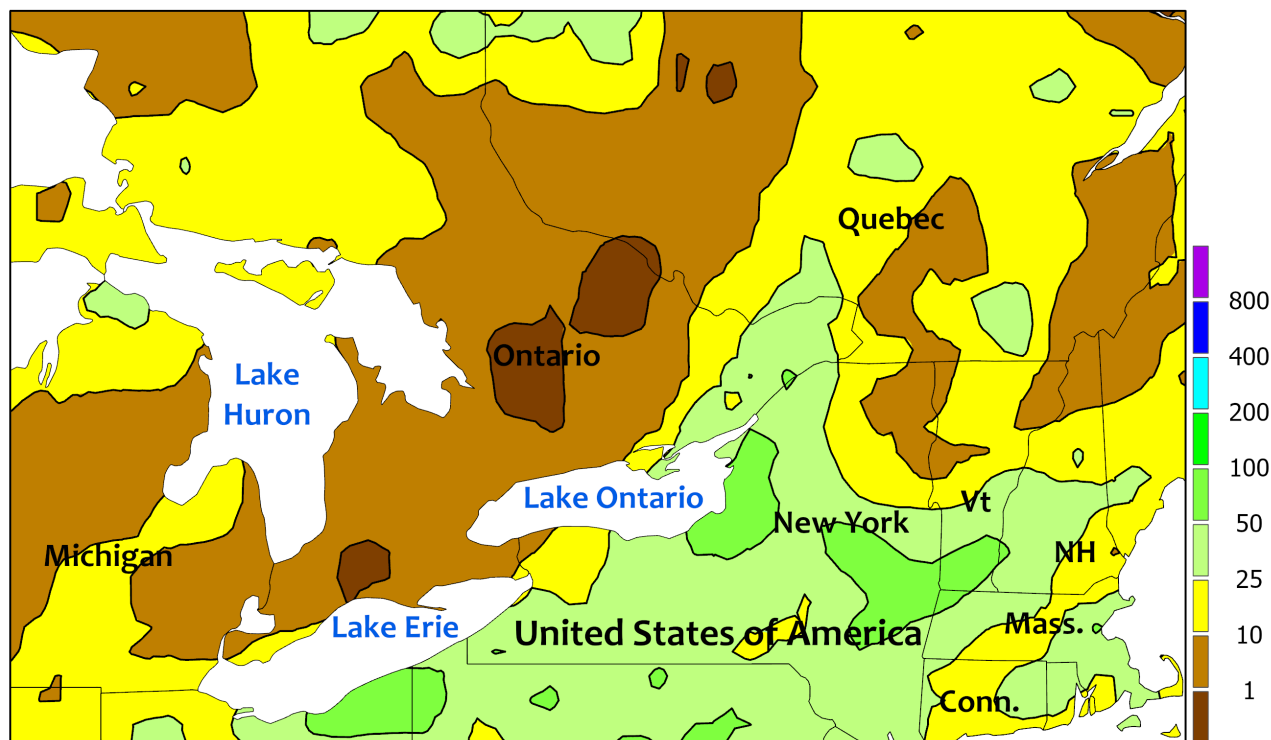 Quebec
800
Ontario
400
Lake
Huron
200
100
Lake Ontario
50
Vt
New York
NH
Michigan
25
Mass.
Lake Erie
United States of America
10
1
Conn.